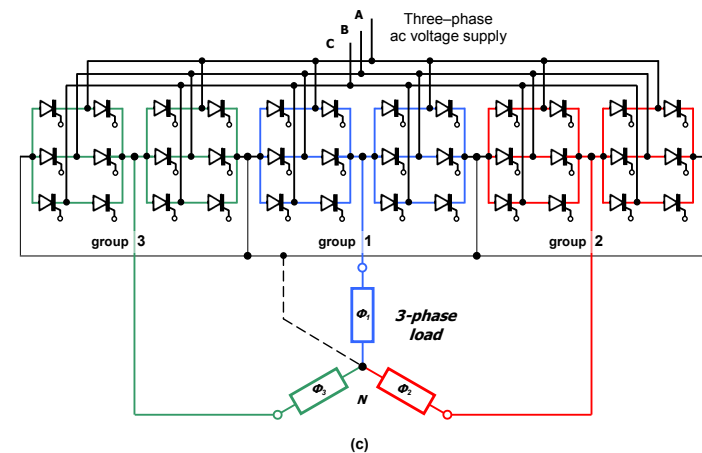 A
B
C
Three–phase
ac voltage supply
group 3
group 1
group 2
Φ1
3-phase
load
Φ3
Φ2
N
(c)